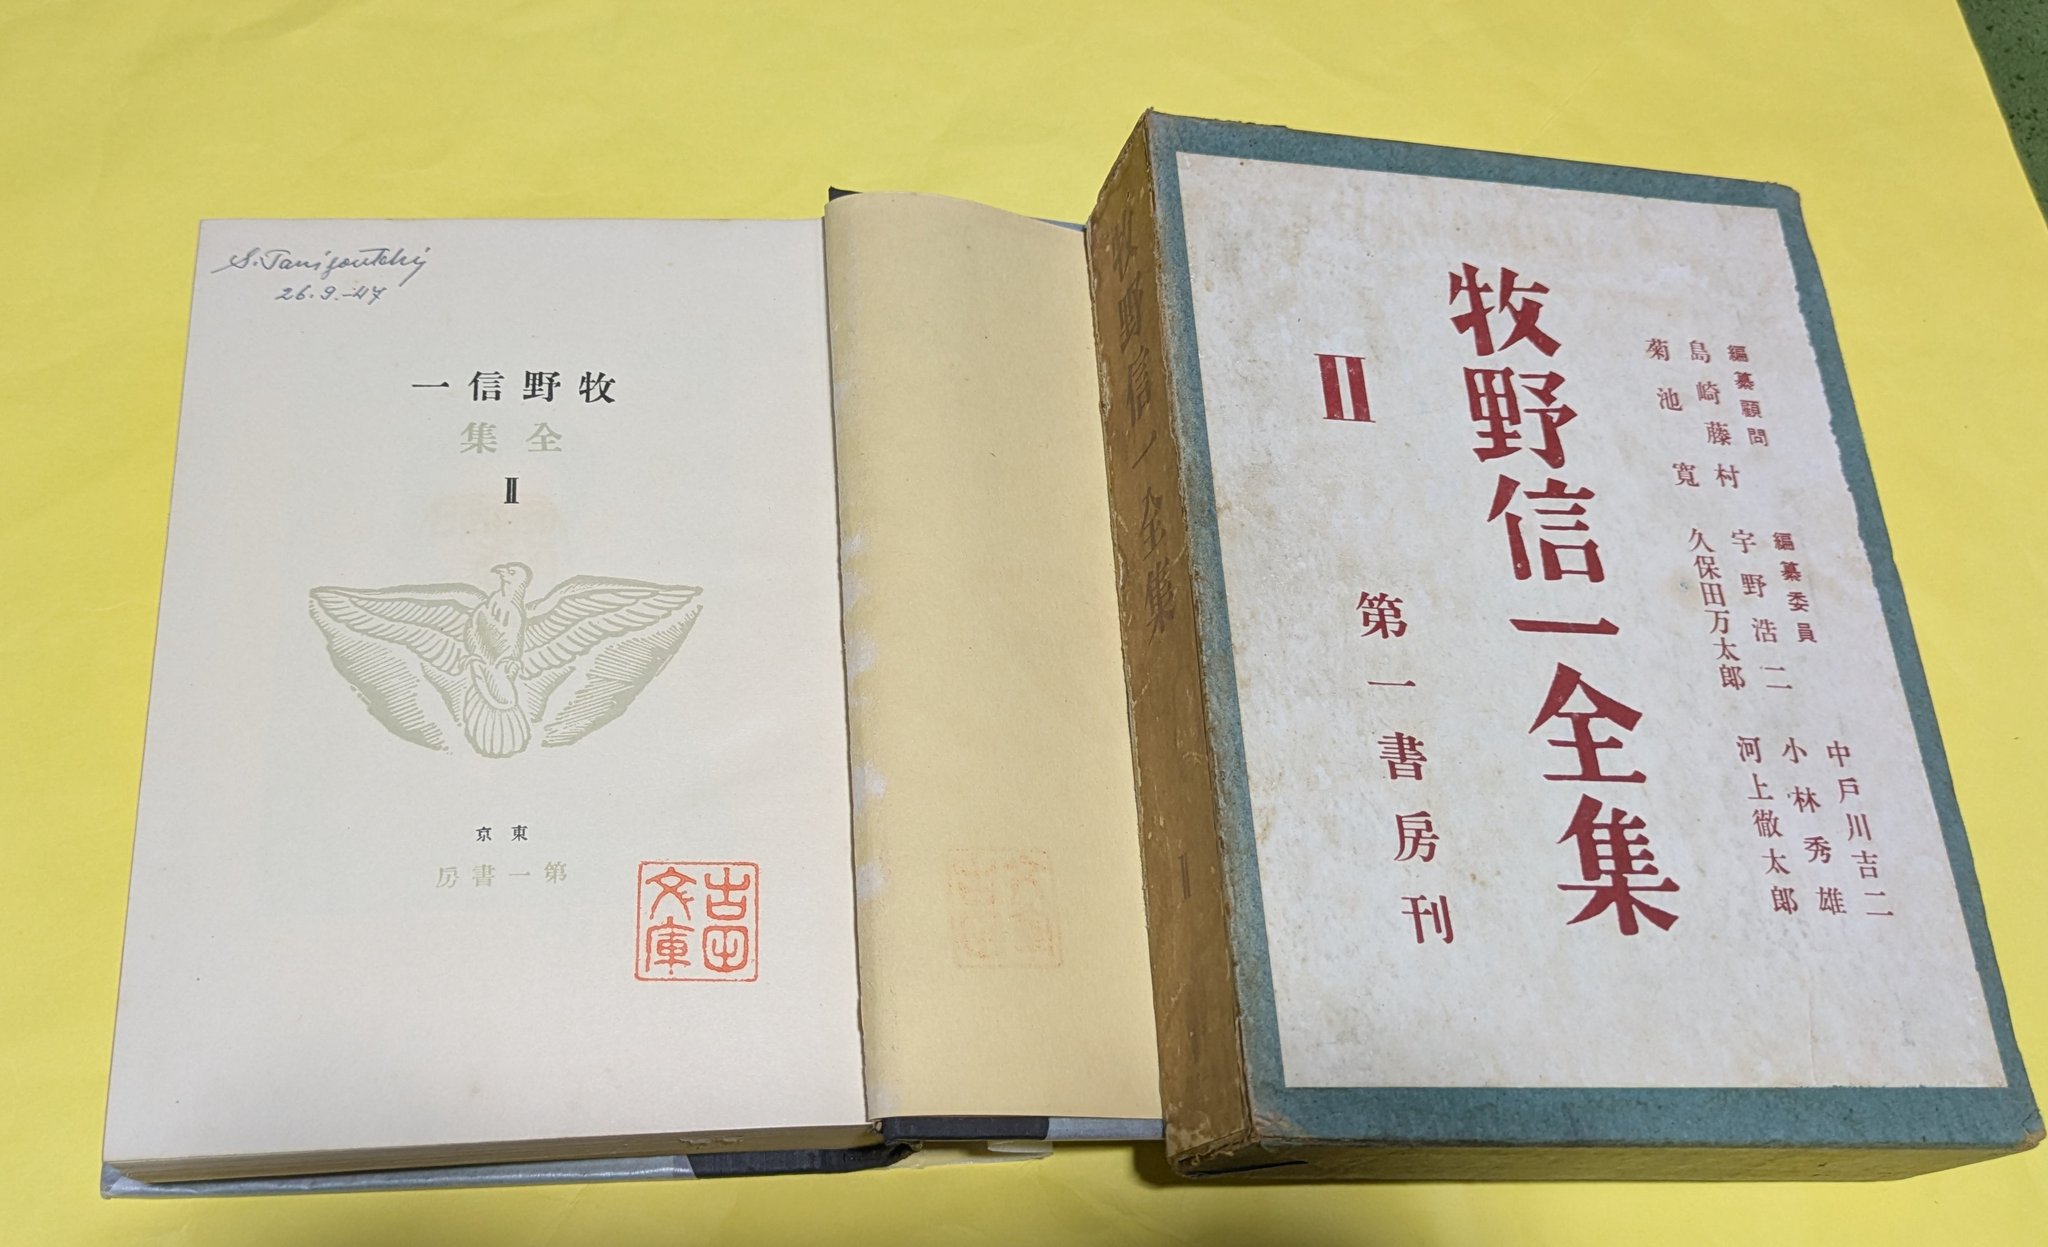 S. Tanigoutchi
26.9.-47
一信野牧
集全
II
京東
房書一第
古田
文庫
牧野信一全集
編纂顧問
島崎藤村
菊池寛
編纂委員
宇野浩二
久保田万太郎
中戸川吉二
小林秀雄
河上徹太郎
牧野信一全集
II
第一書房刊